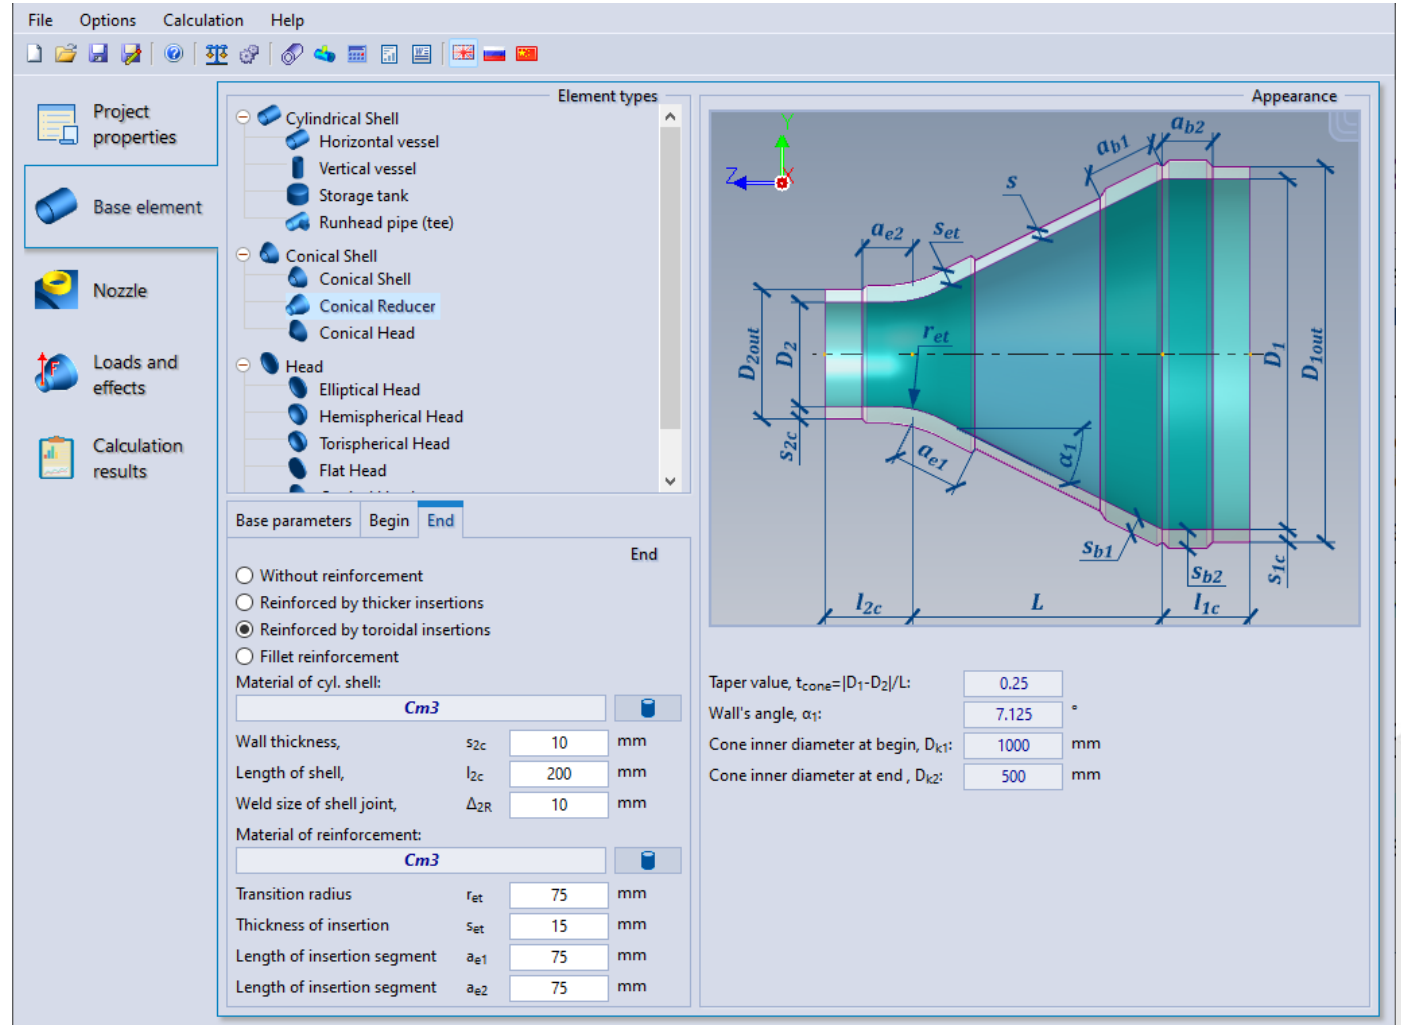 File Options Calculation Help
Project properties
Base element
Nozzle
Loads and effects
Calculation results
Element types
Cylindrical Shell
Horizontal vessel
Vertical vessel
Storage tank
Runhead pipe (tee)
Conical Shell
Conical Shell
Conical Reducer
Conical Head
Head
Elliptical Head
Hemispherical Head
Torispherical Head
Flat Head
Base parameters Begin End
End
Without reinforcement
Reinforced by thicker insertions
Reinforced by toroidal insertions
Fillet reinforcement
Material of cyl. shell:
Cm3
Wall thickness, s2c 10 mm
Length of shell, l2c 200 mm
Weld size of shell joint, Δ2R 10 mm
Material of reinforcement:
Cm3
Transition radius ret 75 mm
Thickness of insertion set 15 mm
Length of insertion segment ae1 75 mm
Length of insertion segment ae2 75 mm
Appearance
Y
Z X
ab1 ab2
s
ae2 set
D2out D2 ret D1 D1out
s2c ae1 α1
sb1 sb2 s1c
l2c L l1c
Taper value, tcone=|D1-D2|/L: 0.25
Wall's angle, α1: 7.125 °
Cone inner diameter at begin, Dk1: 1000 mm
Cone inner diameter at end , Dk2: 500 mm